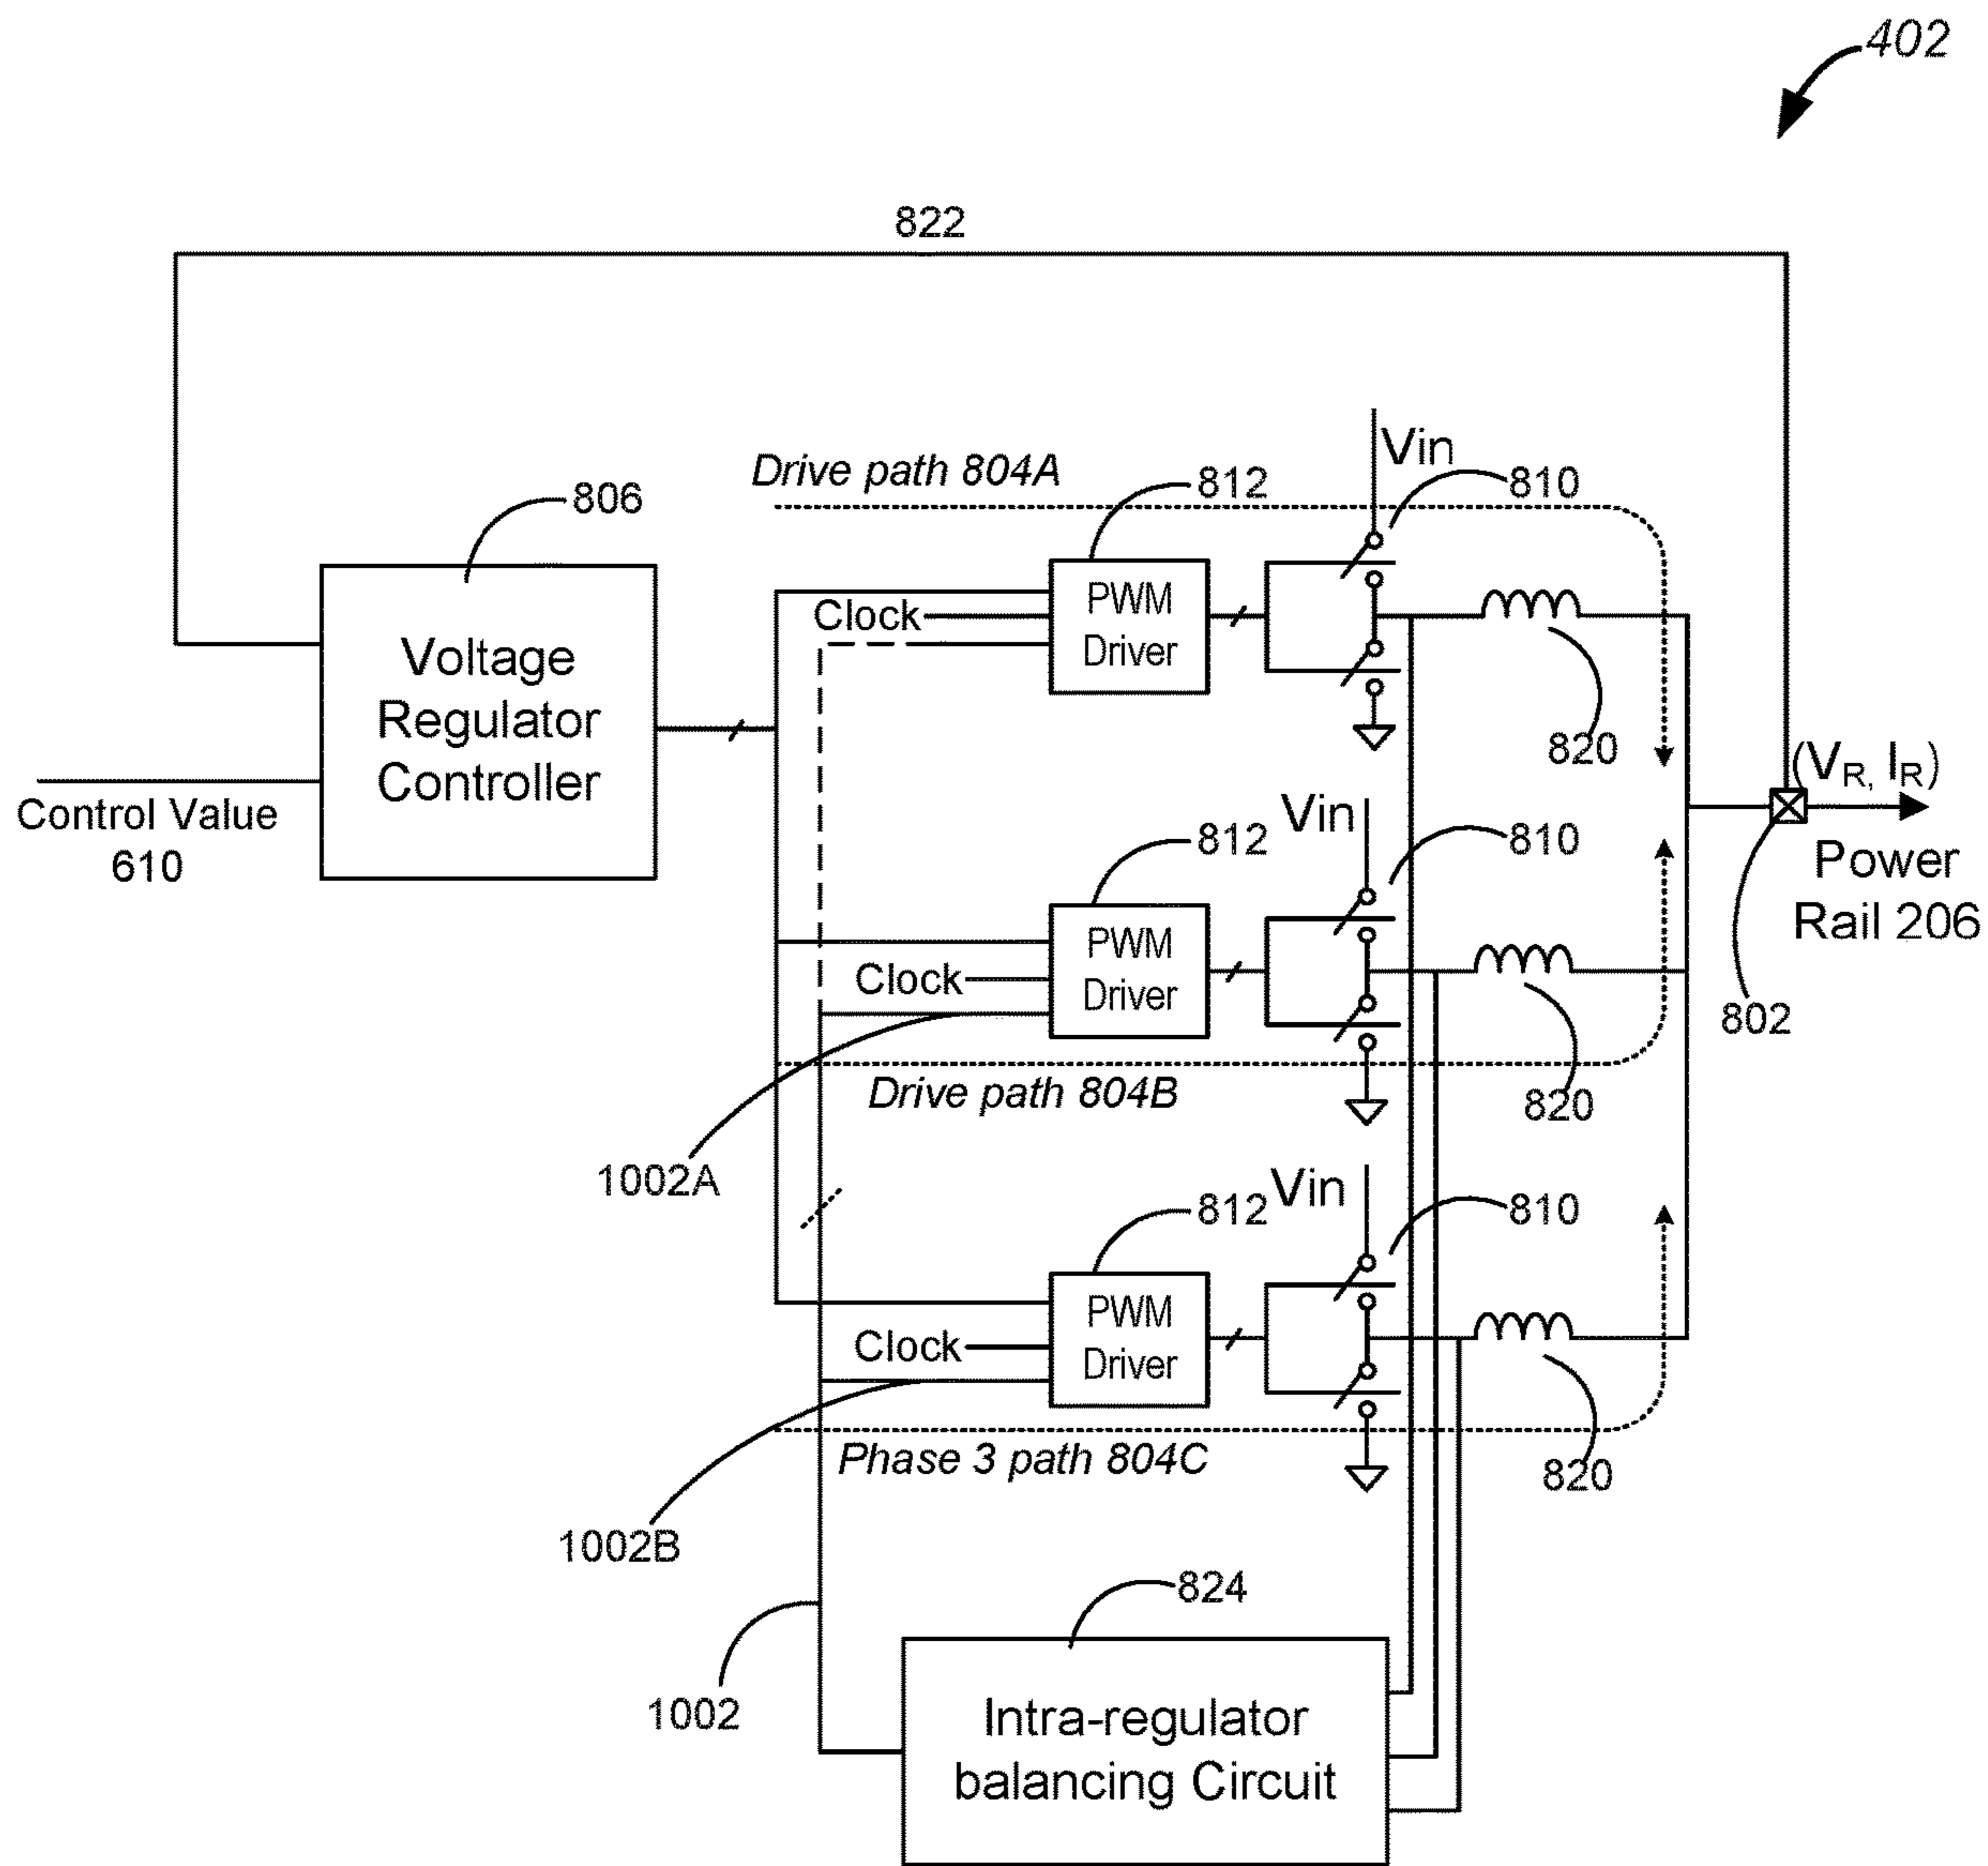 402
822
Vin
Drive path 804A
812
810
806
PWM
Driver
Clock
Voltage
Regulator
Controller
820
(VR, IR)
Control Value
610
Vin
812
810
Power
Rail 206
PWM
Driver
Clock
802
Drive path 804B
820
1002A
Vin
812
810
PWM
Driver
Clock
Phase 3 path 804C
820
1002B
824
1002
Intra-regulator
balancing Circuit